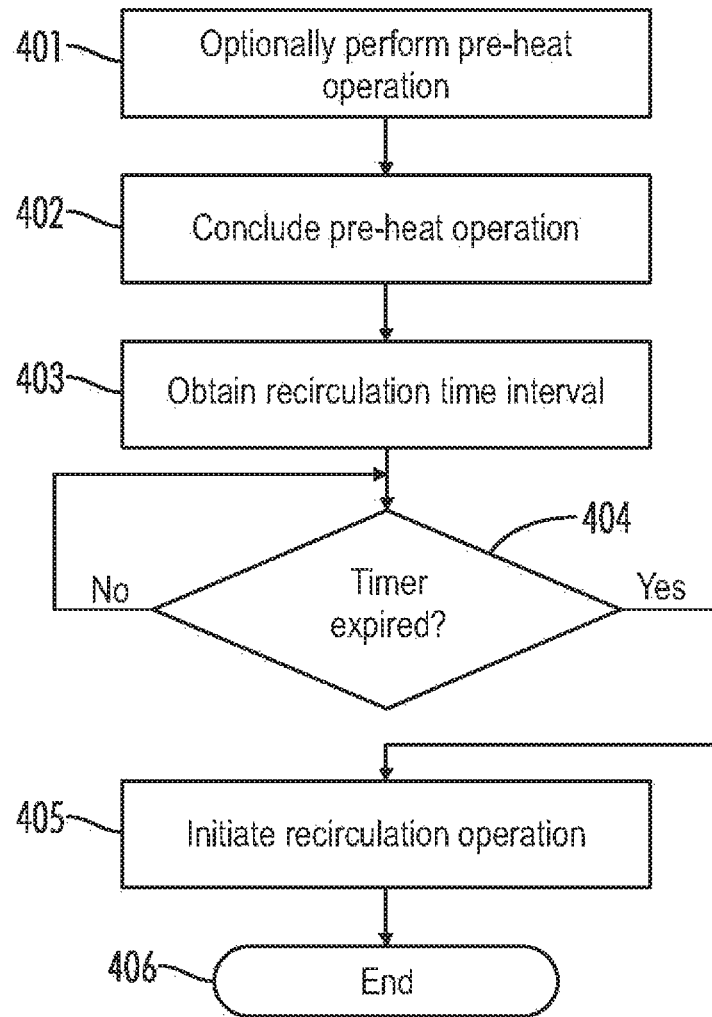 401
Optionally perform pre-heat
operation
402
Conclude pre-heat operation
403
Obtain recirculation time interval
404
No
Timer
expired?
Yes
405
Initiate recirculation operation
406
End